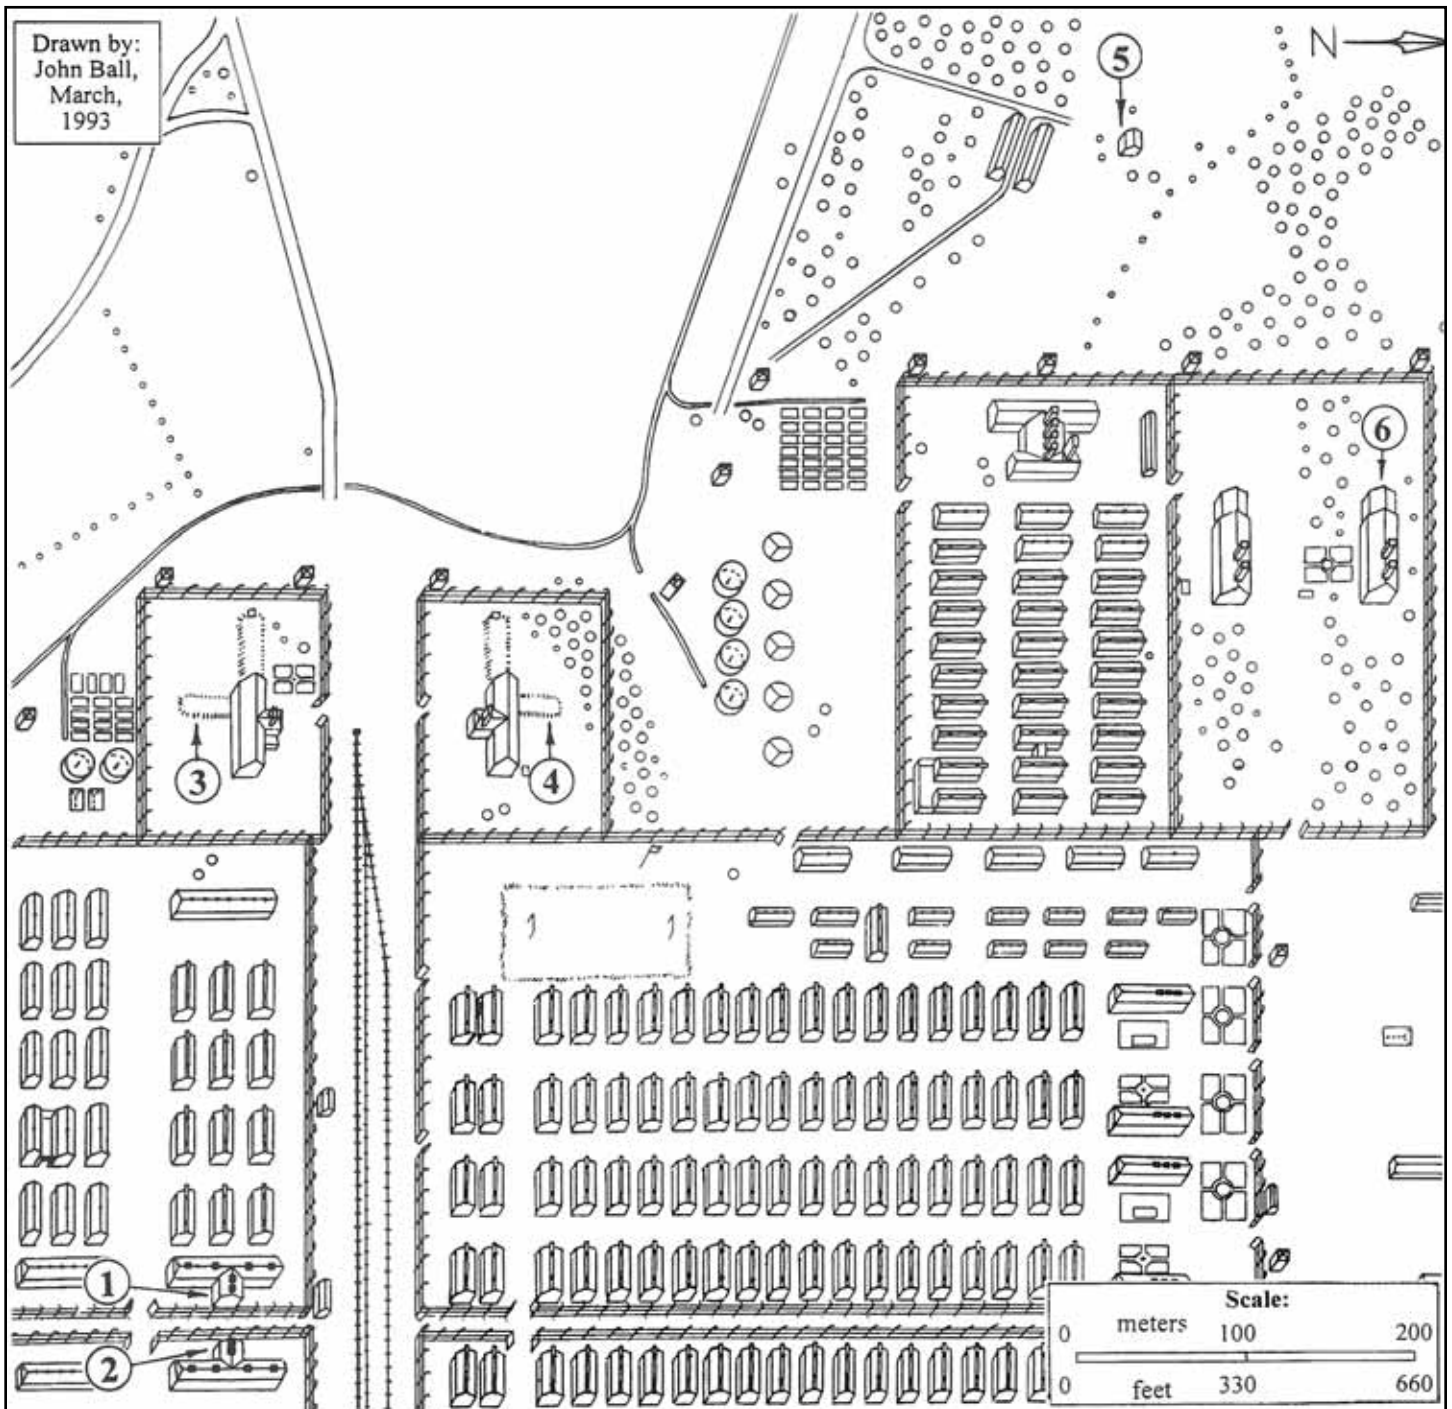 Drawn by:
John Ball,
March,
1993
5
N
6
3
4
1
2
Scale:
0 meters 100 200
0 feet 330 660